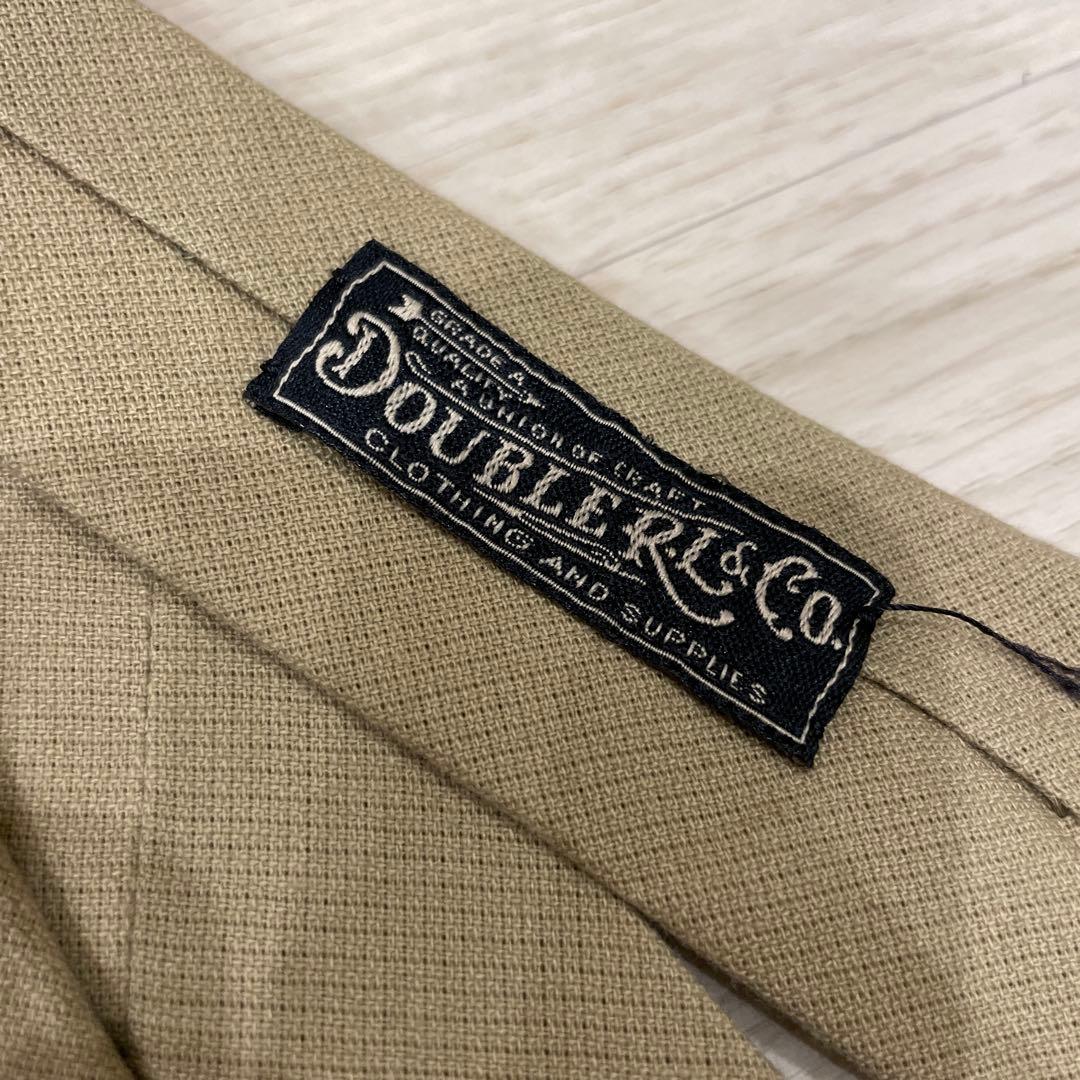 GRADE A
QUALITY
A UNION OF CRAFT
DOUBLE RL & CO.
CLOTHING AND SUPPLIES